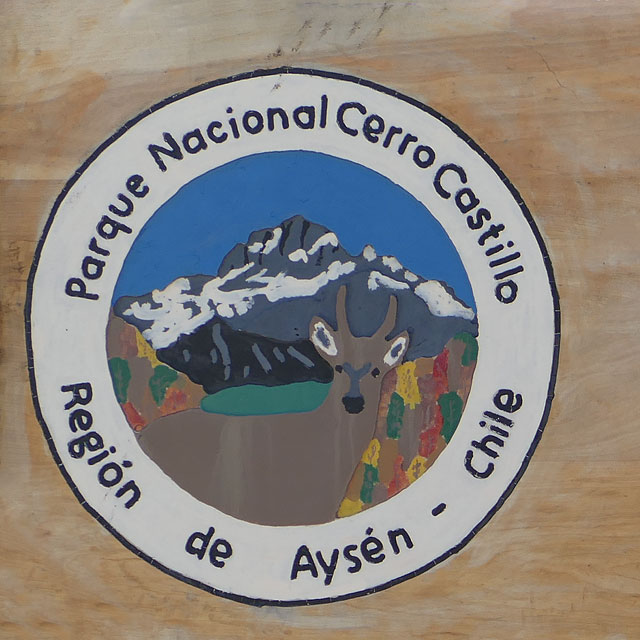 Parque Nacional Cerro Castillo
Región de Aysén - Chile